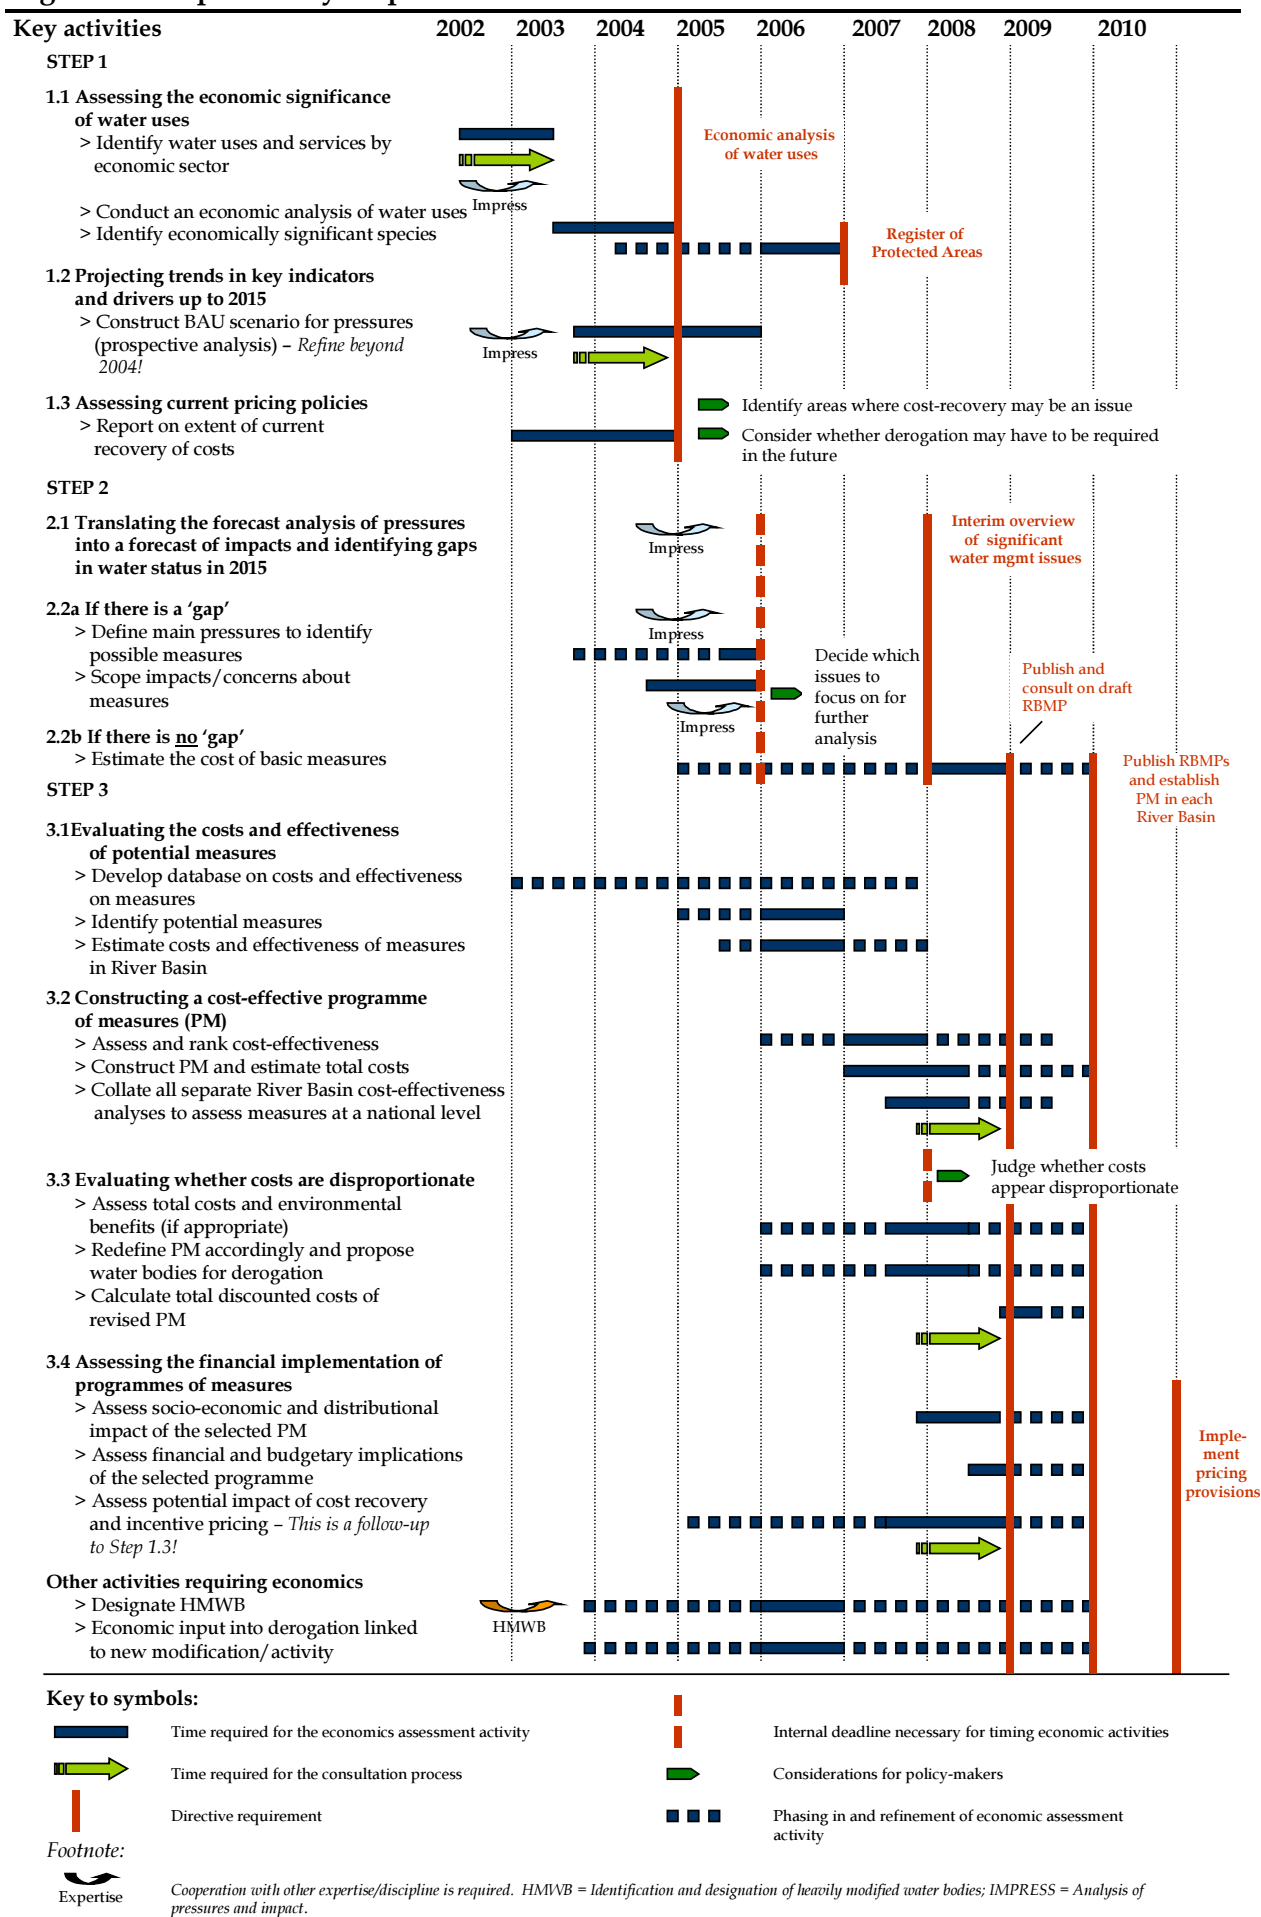 Key activities 2002 2003 2004 2005 2006 2007 2008 2009 2010
STEP 1
1.1 Assessing the economic significance
of water uses
> Identify water uses and services by
economic sector
Economic analysis
of water uses
Impress
> Conduct an economic analysis of water uses
> Identify economically significant species
Register of
Protected Areas
1.2 Projecting trends in key indicators
and drivers up to 2015
> Construct BAU scenario for pressures
(prospective analysis) – Refine beyond
2004!
Impress
1.3 Assessing current pricing policies
> Report on extent of current
recovery of costs
Identify areas where cost-recovery may be an issue
Consider whether derogation may have to be required
in the future
STEP 2
2.1 Translating the forecast analysis of pressures
into a forecast of impacts and identifying gaps
in water status in 2015
Impress
Interim overview
of significant
water mgmt issues
2.2a If there is a ‘gap’
> Define main pressures to identify
possible measures
> Scope impacts/concerns about
measures
Impress
Impress
Decide which
issues to
focus on for
further
analysis
Publish and
consult on draft
RBMP
2.2b If there is no ‘gap’
> Estimate the cost of basic measures
Publish RBMPs
and establish
PM in each
River Basin
STEP 3
3.1Evaluating the costs and effectiveness
of potential measures
> Develop database on costs and effectiveness
on measures
> Identify potential measures
> Estimate costs and effectiveness of measures
in River Basin
3.2 Constructing a cost-effective programme
of measures (PM)
> Assess and rank cost-effectiveness
> Construct PM and estimate total costs
> Collate all separate River Basin cost-effectiveness
analyses to assess measures at a national level
3.3 Evaluating whether costs are disproportionate
> Assess total costs and environmental
benefits (if appropriate)
> Redefine PM accordingly and propose
water bodies for derogation
> Calculate total discounted costs of
revised PM
Judge whether costs
appear disproportionate
3.4 Assessing the financial implementation of
programmes of measures
> Assess socio-economic and distributional
impact of the selected PM
> Assess financial and budgetary implications
of the selected programme
> Assess potential impact of cost recovery
and incentive pricing – This is a follow-up
to Step 1.3!
Imple-
ment
pricing
provisions
Other activities requiring economics
> Designate HMWB
> Economic input into derogation linked
to new modification/activity
HMWB
Key to symbols:
Time required for the economics assessment activity
Time required for the consultation process
Directive requirement
Internal deadline necessary for timing economic activities
Considerations for policy-makers
Phasing in and refinement of economic assessment
activity
Footnote:
Expertise
Cooperation with other expertise/discipline is required. HMWB = Identification and designation of heavily modified water bodies; IMPRESS = Analysis of
pressures and impact.